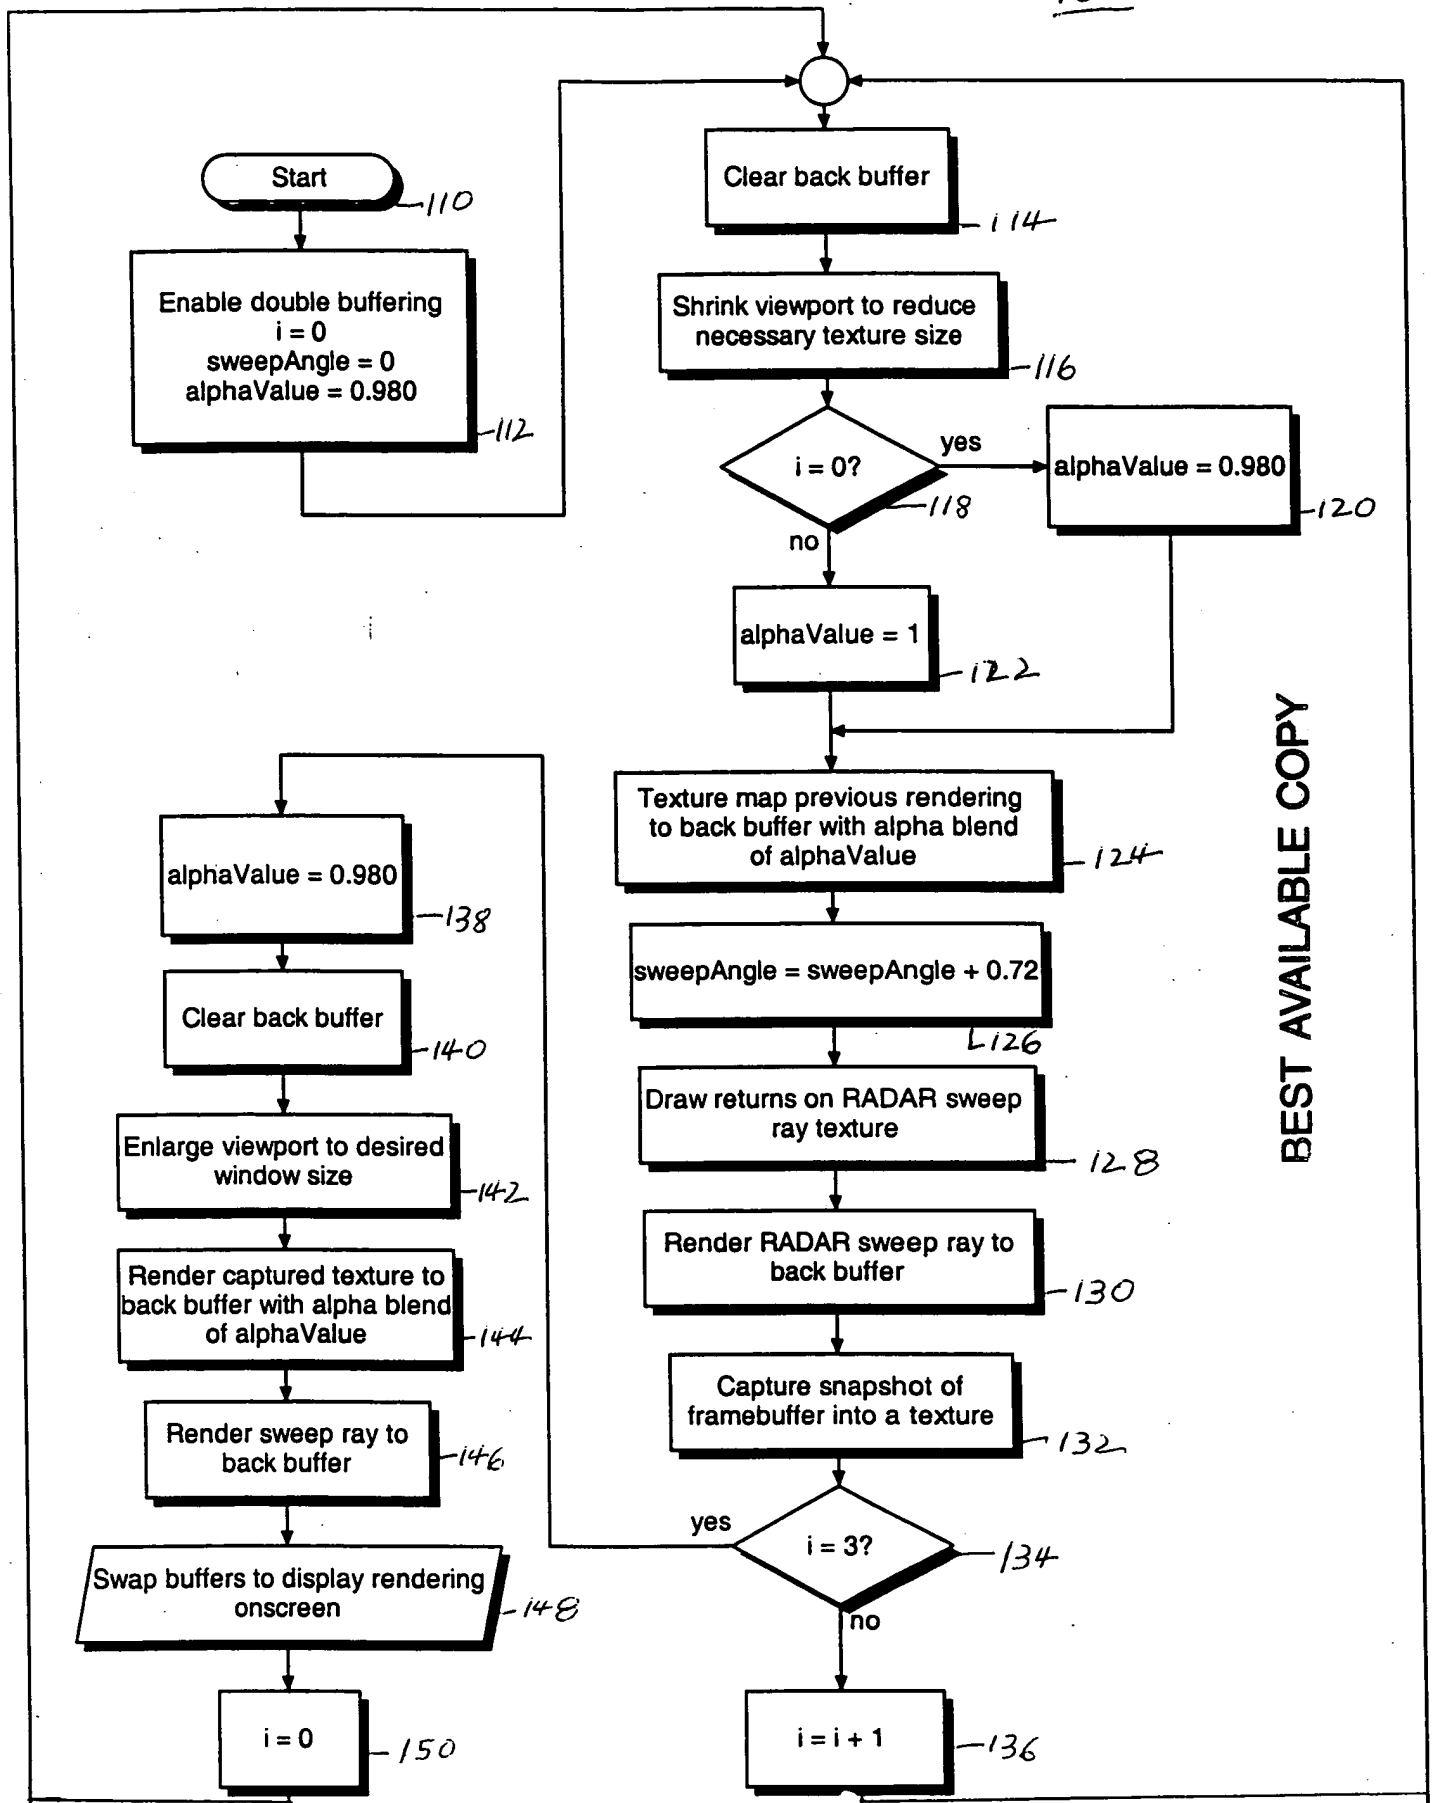 Start
110
Enable double buffering
i = 0
sweepAngle = 0
alphaValue = 0.980
112
Clear back buffer
114
Shrink viewport to reduce
necessary texture size
116
i = 0?
yes
118
no
alphaValue = 0.980
120
alphaValue = 1
122
Texture map previous rendering
to back buffer with alpha blend
of alphaValue
124
sweepAngle = sweepAngle + 0.72
126
Draw returns on RADAR sweep
ray texture
128
Render RADAR sweep ray to
back buffer
130
Capture snapshot of
framebuffer into a texture
132
i = 3?
yes
134
no
i = i + 1
136
alphaValue = 0.980
138
Clear back buffer
140
Enlarge viewport to desired
window size
142
Render captured texture to
back buffer with alpha blend
of alphaValue
144
Render sweep ray to
back buffer
146
Swap buffers to display rendering
onscreen
148
i = 0
150
BEST AVAILABLE COPY